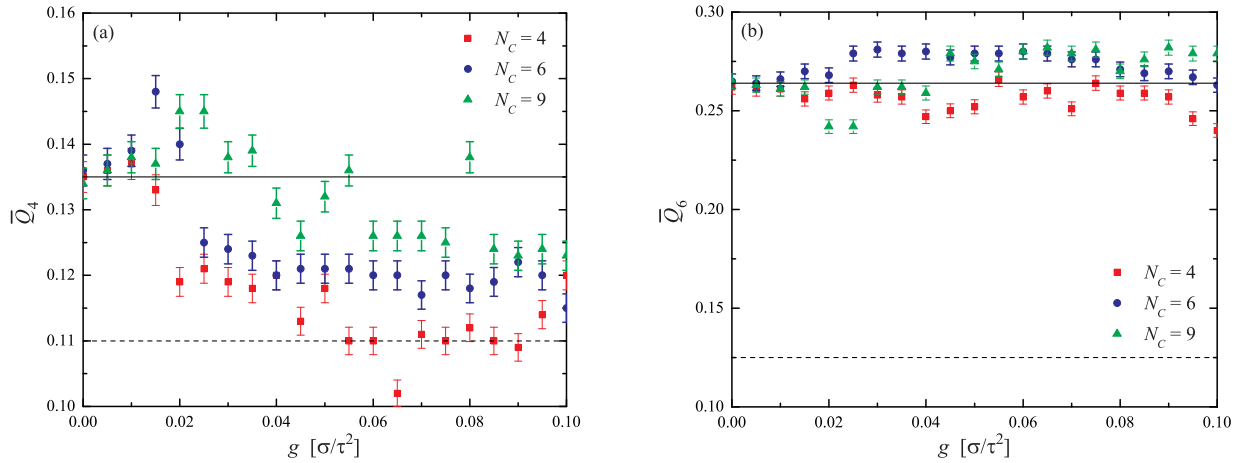 (a)
N_C = 4
N_C = 6
N_C = 9
0.16
0.15
0.14
0.13
0.12
0.11
0.10
Q̅_4
0.00 0.02 0.04 0.06 0.08 0.10
g [σ/τ²]
(b)
0.30
0.25
0.20
0.15
0.10
Q̅_6
N_C = 4
N_C = 6
N_C = 9
0.00 0.02 0.04 0.06 0.08 0.10
g [σ/τ²]